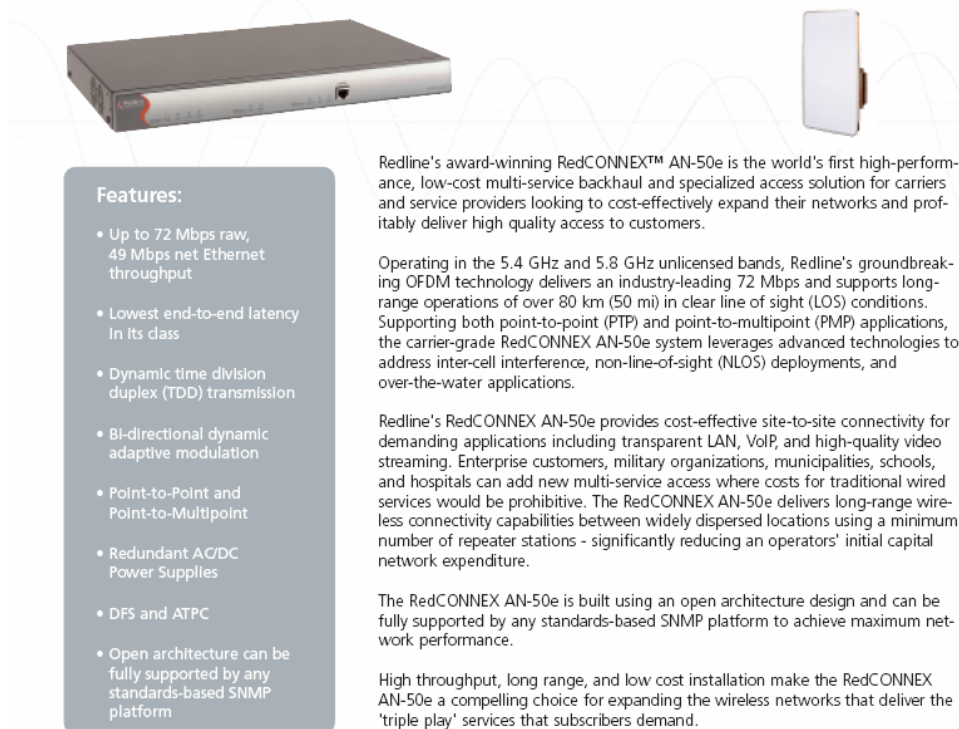 Redline
Features:
• Up to 72 Mbps raw,
49 Mbps net Ethernet
throughput
• Lowest end-to-end latency
in its class
• Dynamic time division
duplex (TDD) transmission
• Bi-directional dynamic
adaptive modulation
• Point-to-Point and
Point-to-Multipoint
• Redundant AC/DC
Power Supplies
• DFS and ATPC
• Open architecture can be
fully supported by any
standards-based SNMP
platform
Redline's award-winning RedCONNEX™ AN-50e is the world's first high-perform-
ance, low-cost multi-service backhaul and specialized access solution for carriers
and service providers looking to cost-effectively expand their networks and prof-
itably deliver high quality access to customers.
Operating in the 5.4 GHz and 5.8 GHz unlicensed bands, Redline's groundbreak-
ing OFDM technology delivers an industry-leading 72 Mbps and supports long-
range operations of over 80 km (50 mi) in clear line of sight (LOS) conditions.
Supporting both point-to-point (PTP) and point-to-multipoint (PMP) applications,
the carrier-grade RedCONNEX AN-50e system leverages advanced technologies to
address inter-cell interference, non-line-of-sight (NLOS) deployments, and
over-the-water applications.
Redline's RedCONNEX AN-50e provides cost-effective site-to-site connectivity for
demanding applications including transparent LAN, VoIP, and high-quality video
streaming. Enterprise customers, military organizations, municipalities, schools,
and hospitals can add new multi-service access where costs for traditional wired
services would be prohibitive. The RedCONNEX AN-50e delivers long-range wire-
less connectivity capabilities between widely dispersed locations using a minimum
number of repeater stations - significantly reducing an operators' initial capital
network expenditure.
The RedCONNEX AN-50e is built using an open architecture design and can be
fully supported by any standards-based SNMP platform to achieve maximum net-
work performance.
High throughput, long range, and low cost installation make the RedCONNEX
AN-50e a compelling choice for expanding the wireless networks that deliver the
'triple play' services that subscribers demand.